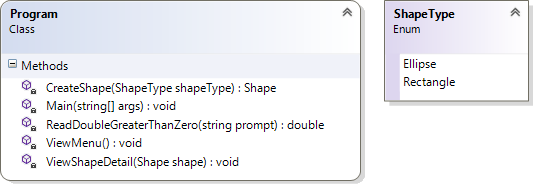 Program
Class
Methods
CreateShape(ShapeType shapeType) : Shape
Main(string[] args) : void
ReadDoubleGreaterThanZero(string prompt) : double
ViewMenu() : void
ViewShapeDetail(Shape shape) : void
ShapeType
Enum
Ellipse
Rectangle